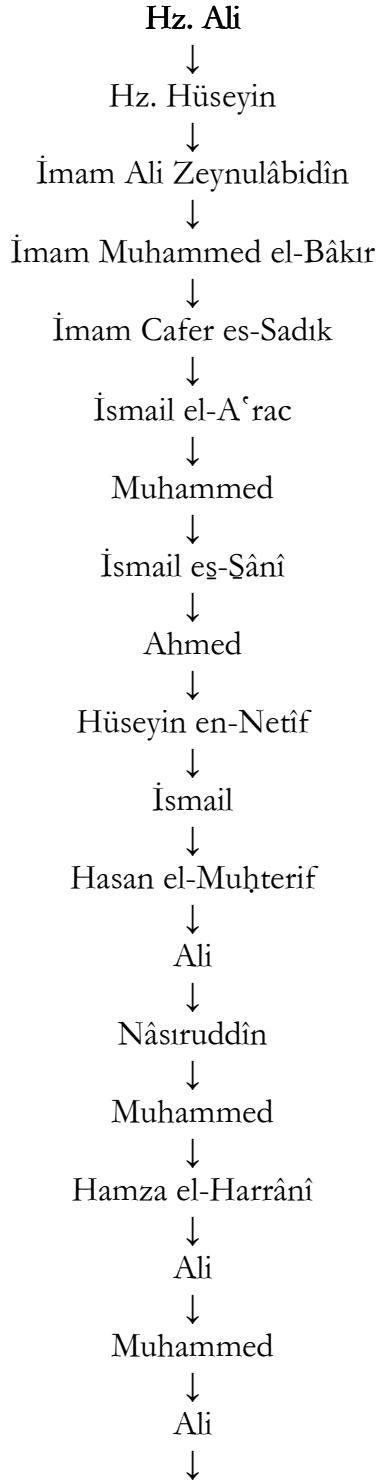 Hz. Ali
↓
Hz. Hüseyin
↓
İmam Ali Zeynulâbidîn
↓
İmam Muhammed el-Bâkır
↓
İmam Cafer es-Sadık
↓
İsmail el-Aʿrac
↓
Muhammed
↓
İsmail es̱-S̱ânî
↓
Ahmed
↓
Hüseyin en-Netîf
↓
İsmail
↓
Hasan el-Muḥterif
↓
Ali
↓
Nâsıruddîn
↓
Muhammed
↓
Hamza el-Harrânî
↓
Ali
↓
Muhammed
↓
Ali
↓